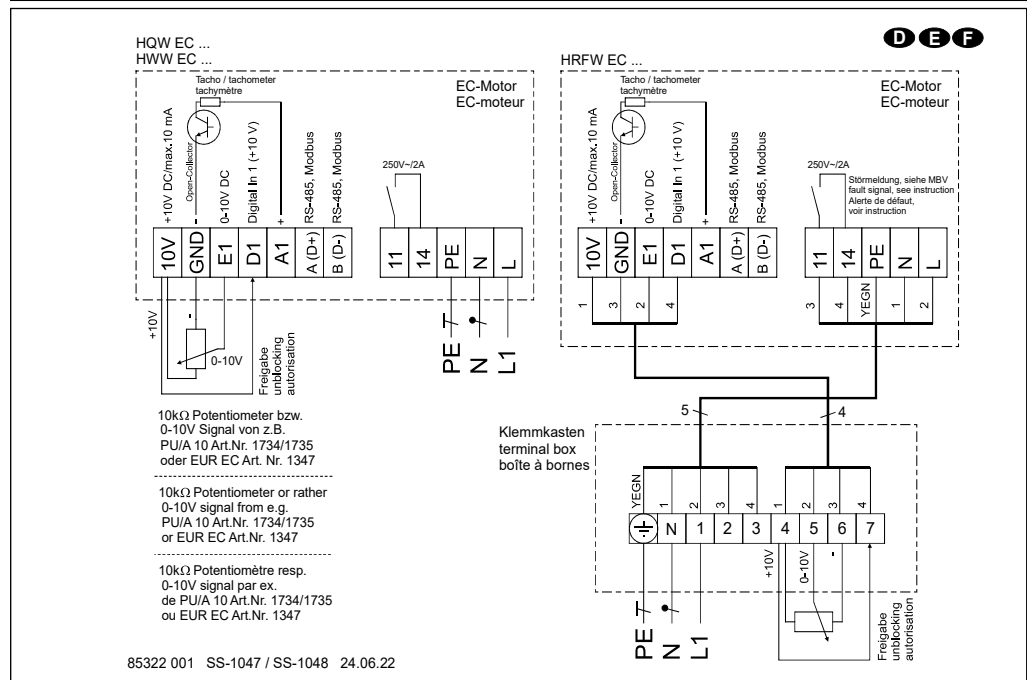 D E F
HQW EC ...
HWW EC ...
Tacho / tachometer
tachymètre
EC-Motor
EC-moteur
+10V DC/max.10 mA
Open-Collector
-
0-10V DC
Digital In 1 (+10 V)
+
RS-485, Modbus
RS-485, Modbus
250V~/2A
10V
GND
E1
D1
A1
A (D+)
B (D-)
11
14
PE
N
L
+10V
-
0-10V
Freigabe
unblocking
autorisation
PE
N
L1
10kΩ Potentiometer bzw.
0-10V Signal von z.B.
PU/A 10 Art.Nr. 1734/1735
oder EUR EC Art. Nr. 1347
10kΩ Potentiometer or rather
0-10V signal from e.g.
PU/A 10 Art.Nr. 1734/1735
or EUR EC Art. Nr. 1347
10kΩ Potentiomètre resp.
0-10V signal par ex.
de PU/A 10 Art.Nr. 1734/1735
ou EUR EC Art.Nr. 1347
85322 001 SS-1047 / SS-1048 24.06.22
HRFW EC ...
Tacho / tachometer
tachymètre
EC-Motor
EC-moteur
+10V DC/max.10 mA
Open-Collector
-
0-10V DC
Digital In 1 (+10 V)
+
RS-485, Modbus
RS-485, Modbus
250V~/2A
Störmeldung, siehe MBV
fault signal, see instruction
Alerte de défaut,
voir instruction
10V
GND
E1
D1
A1
A (D+)
B (D-)
11
14
PE
N
L
1
3
2
4
3
4
YEGN
1
2
5
4
Klemmkasten
terminal box
boîte à bornes
YEGN
1
2
3
4
1
2
3
4
N
1
2
3
4
5
6
7
+10V
0-10V
-
PE
N
L1
Freigabe
unblocking
autorisation